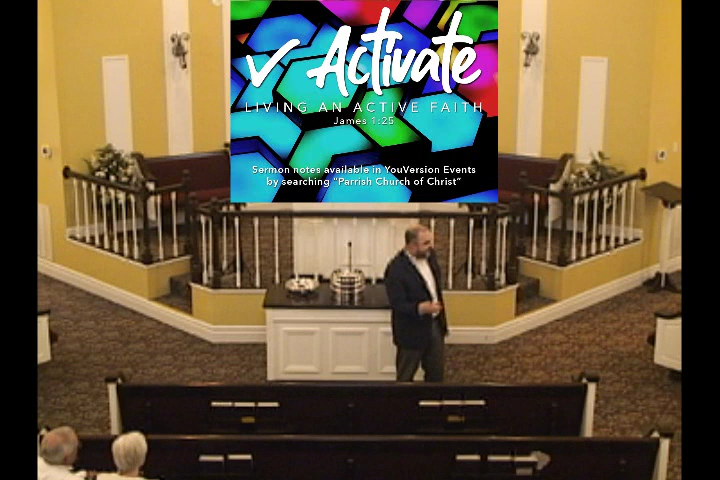 ✓ Activate
LIVING AN ACTIVE FAITH
James 1:25
Sermon notes available in YouVersion Events
by searching "Parrish Church of Christ"